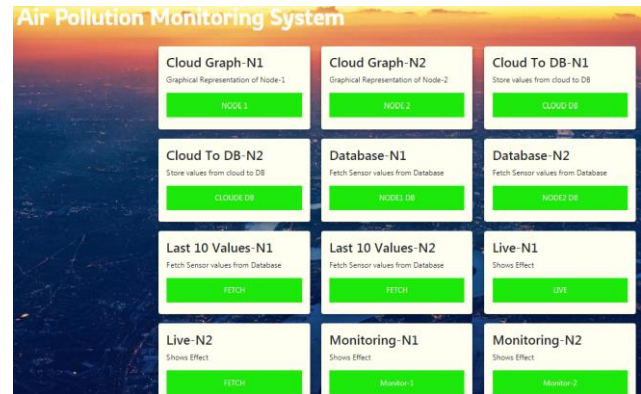 Air Pollution Monitoring System
Cloud Graph-N1
Graphical Representation of Node-1
NODE 1
Cloud Graph-N2
Graphical Representation of Node-2
NODE 2
Cloud To DB-N1
Store values from cloud to DB
CLOUD DB
Cloud To DB-N2
Store values from cloud to DB
CLOUDE DB
Database-N1
Fetch Sensor values from Database
NODE1 DB
Database-N2
Fetch Sensor values from Database
NODE2 DB
Last 10 Values-N1
Fetch Sensor values from Database
FETCH
Last 10 Values-N2
Fetch Sensor values from Database
FETCH
Live-N1
Shows Effect
LIVE
Live-N2
Shows Effect
FETCH
Monitoring-N1
Shows Effect
Monitor-1
Monitoring-N2
Shows Effect
Monitor-2